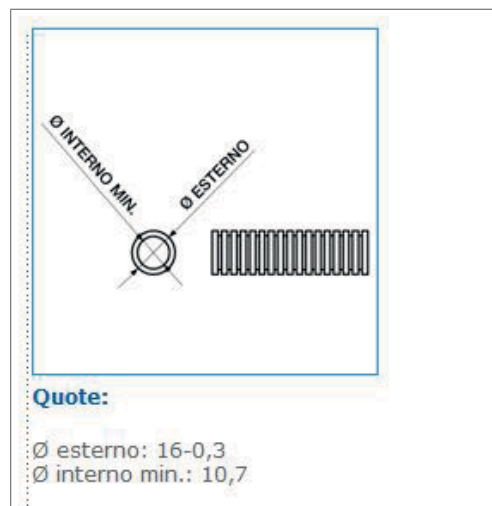 Ø INTERNO MIN.
Ø ESTERNO
Quote:
Ø esterno: 16-0,3
Ø interno min.: 10,7